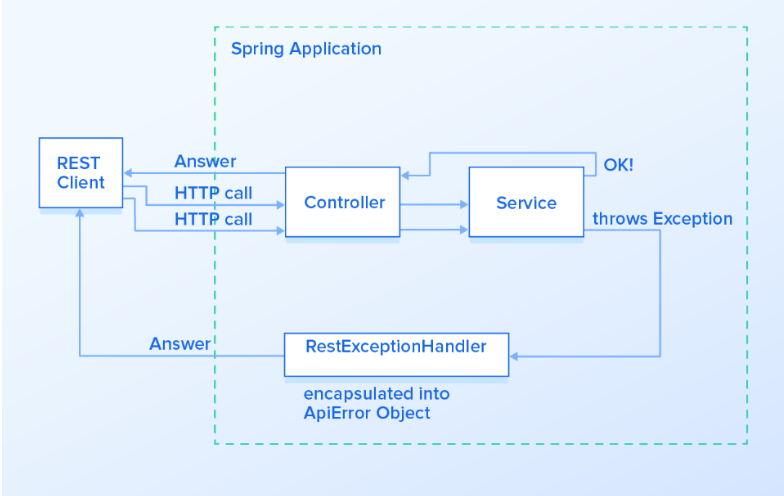 Spring Application
REST
Client
Answer
HTTP call
HTTP call
Controller
Service
OK!
throws Exception
Answer
RestExceptionHandler
encapsulated into
ApiError Object